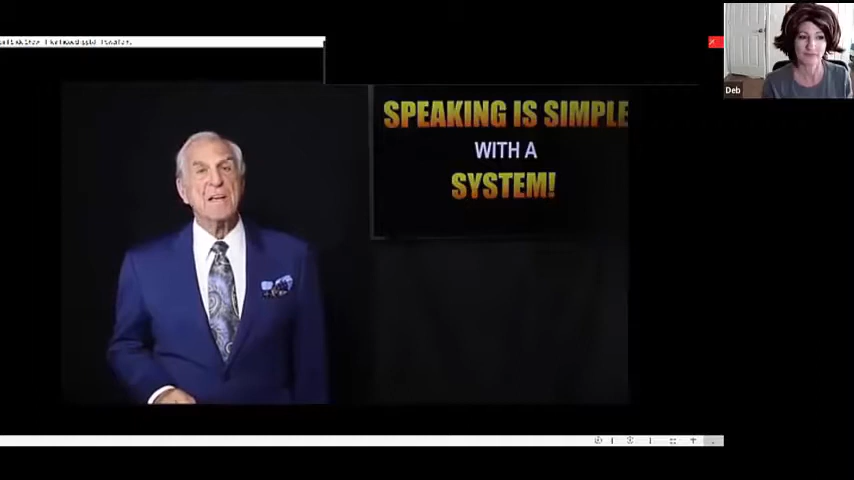 SPEAKING IS SIMPLE
WITH A
SYSTEM!
Deb